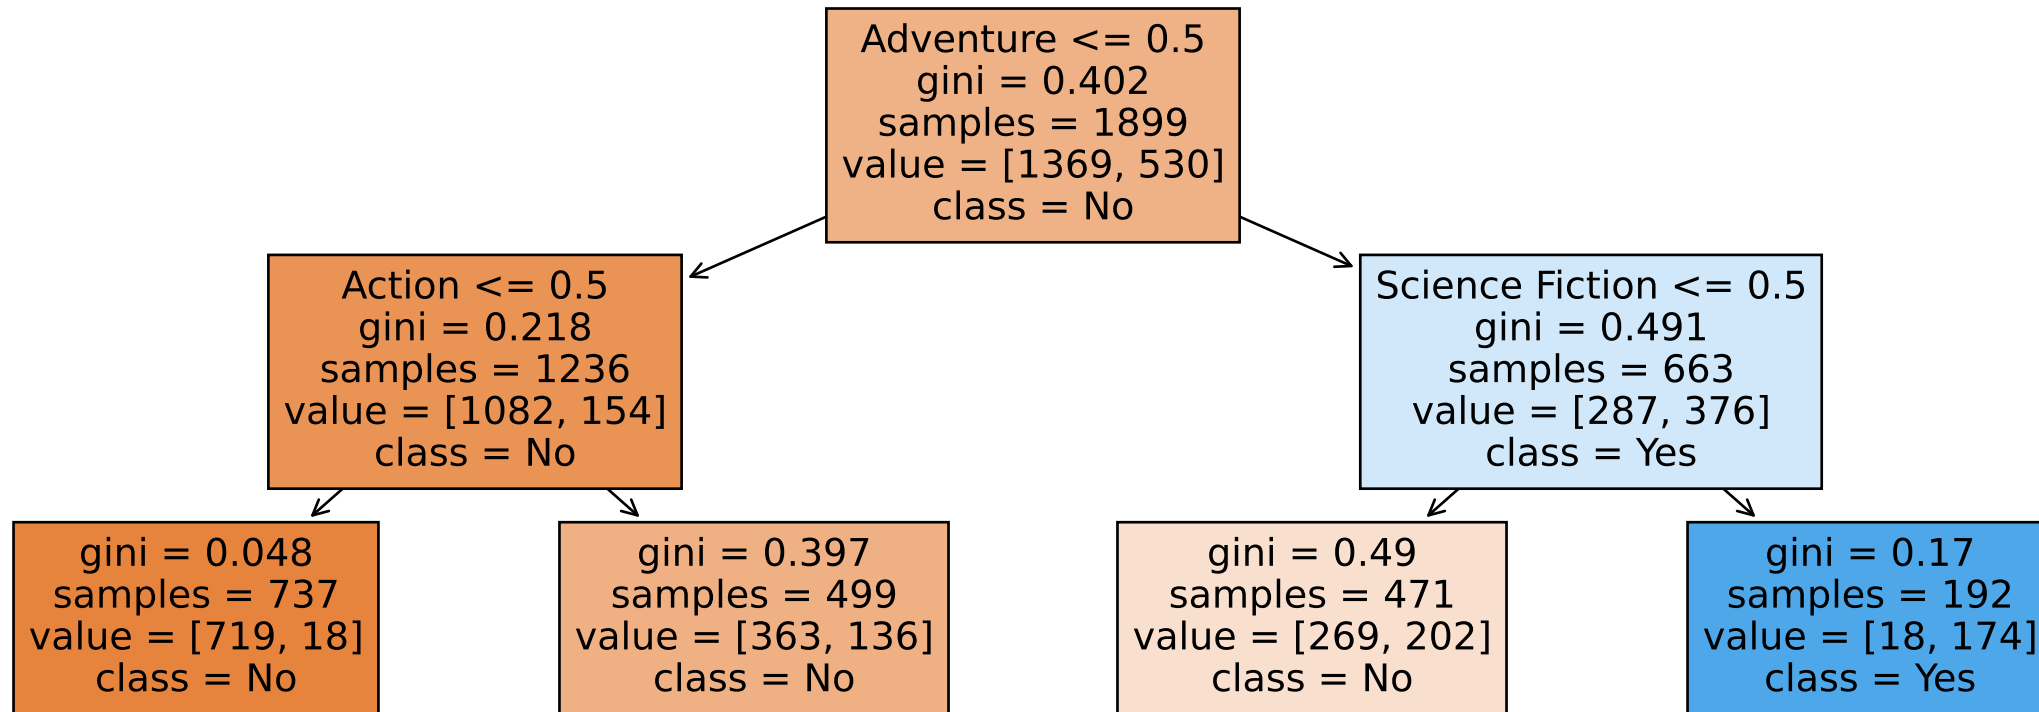 Adventure <= 0.5
gini = 0.402
samples = 1899
value = [1369, 530]
class = No
Action <= 0.5
gini = 0.218
samples = 1236
value = [1082, 154]
class = No
Science Fiction <= 0.5
gini = 0.491
samples = 663
value = [287, 376]
class = Yes
gini = 0.048
samples = 737
value = [719, 18]
class = No
gini = 0.397
samples = 499
value = [363, 136]
class = No
gini = 0.49
samples = 471
value = [269, 202]
class = No
gini = 0.17
samples = 192
value = [18, 174]
class = Yes